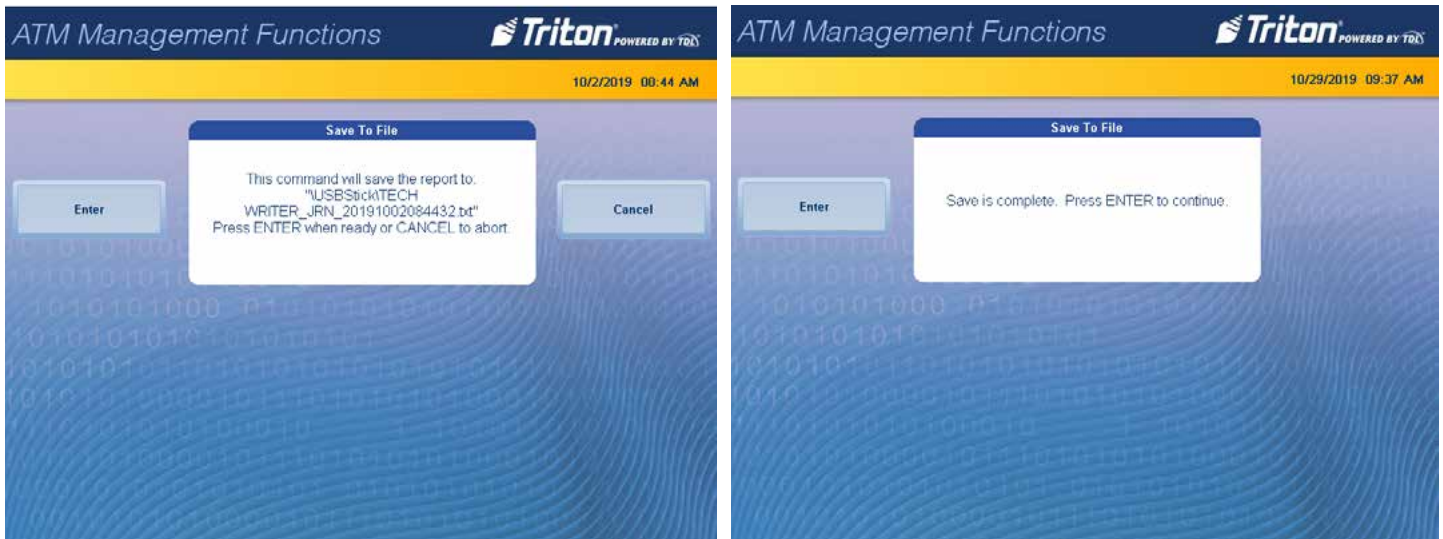 ATM Management Functions
Triton POWERED BY TDL
10/2/2019 00:44 AM
Save To File
This command will save the report to:
"\USBStick\TECH
WRITER_JRN_20191002084432.txt"
Press ENTER when ready or CANCEL to abort.
Enter
Cancel
ATM Management Functions
Triton POWERED BY TDL
10/29/2019 09:37 AM
Save To File
Save is complete. Press ENTER to continue.
Enter